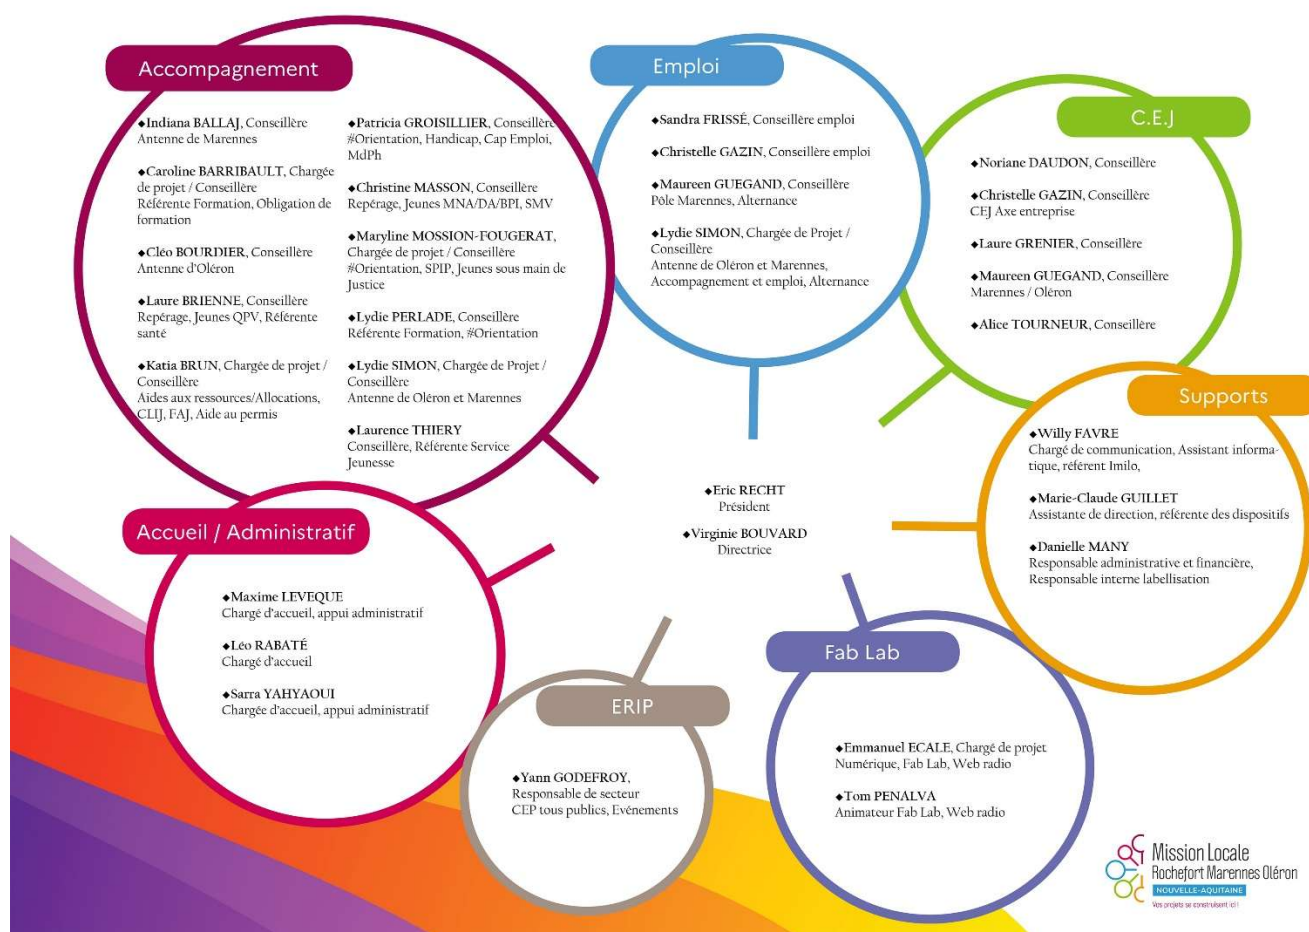 Accompagnement
◆Indiana BALLAJ, Conseillère
Antenne de Marennes
◆Caroline BARRIBAULT, Chargée
de projet / Conseillère
Référente Formation, Obligation de
formation
◆Cléo BOURDIER, Conseillère
Antenne d'Oléron
◆Laure BRIENNE, Conseillère
Repérage, Jeunes QPV, Référente
santé
◆Katia BRUN, Chargée de projet /
Conseillère
Aides aux ressources/Allocations,
CLIJ, FAJ, Aide au permis
◆Patricia GROISILLIER, Conseillère
#Orientation, Handicap, Cap Emploi,
MdPh
◆Christine MASSON, Conseillère
Repérage, Jeunes MNA/DA/BPI, SMV
◆Maryline MOSSION-FOUGERAT,
Chargée de projet / Conseillère
#Orientation, SPIP, Jeunes sous main de
Justice
◆Lydie PERLADE, Conseillère
Référente Formation, #Orientation
◆Lydie SIMON, Chargée de Projet /
Conseillère
Antenne de Oléron et Marennes
◆Laurence THIERY
Conseillère, Référente Service
Jeunesse
Emploi
◆Sandra FRISSÉ, Conseillère emploi
◆Christelle GAZIN, Conseillère emploi
◆Maureen GUEGAND, Conseillère
Pôle Marennes, Alternance
◆Lydie SIMON, Chargée de Projet /
Conseillère
Antenne de Oléron et Marennes,
Accompagnement et emploi, Alternance
C.E.J
◆Noriane DAUDON, Conseillère
◆Christelle GAZIN, Conseillère
CEJ Axe entreprise
◆Laure GRENIER, Conseillère
◆Maureen GUEGAND, Conseillère
Marennes / Oléron
◆Alice TOURNEUR, Conseillère
Supports
◆Willy FAVRE
Chargé de communication, Assistant informa-
tique, référent Imilo,
◆Marie-Claude GUILLET
Assistante de direction, référente des dispositifs
◆Danielle MANY
Responsable administrative et financière,
Responsable interne labellisation
◆Eric RECHT
Président
◆Virginie BOUVARD
Directrice
Accueil / Administratif
◆Maxime LEVEQUE
Chargé d'accueil, appui administratif
◆Léo RABATÉ
Chargé d'accueil
◆Sarra YAHYAOUI
Chargée d'accueil, appui administratif
ERIP
◆Yann GODEFROY,
Responsable de secteur
CEP tous publics, Evénements
Fab Lab
◆Emmanuel ECALE, Chargé de projet
Numérique, Fab Lab, Web radio
◆Tom PENALVA
Animateur Fab Lab, Web radio
Mission Locale
Rochefort Marennes Oléron
NOUVELLE-AQUITAINE
Vos projets se construisent ici !